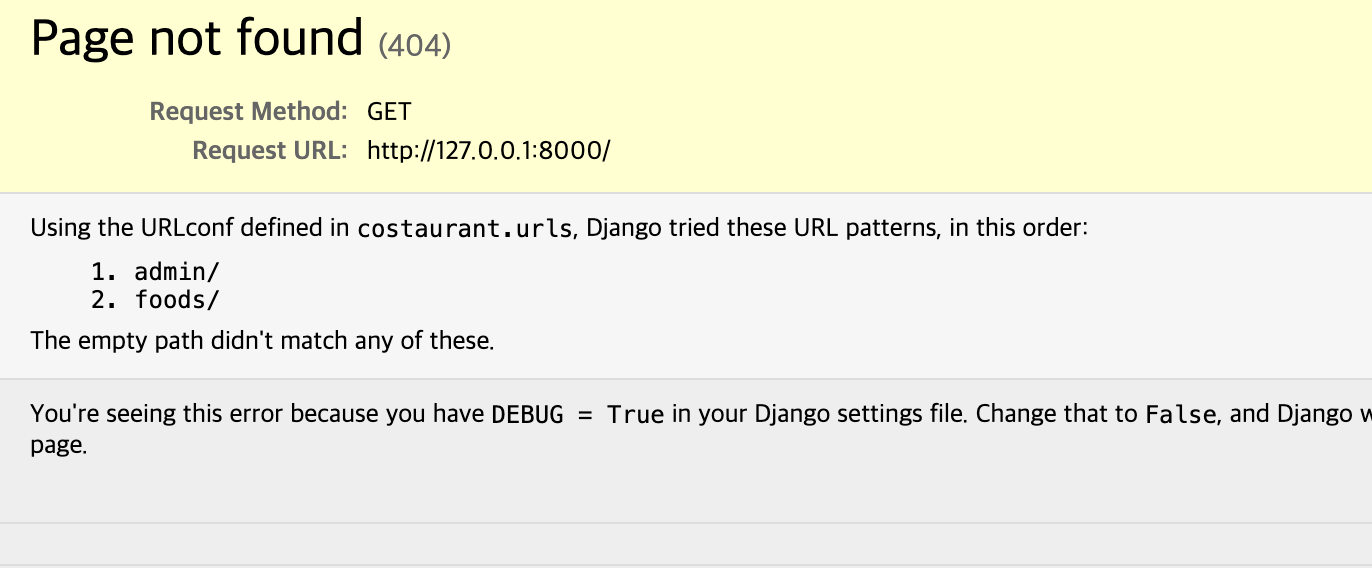 Page not found (404)
Request Method: GET
Request URL: http://127.0.0.1:8000/
Using the URLconf defined in costaurant.urls, Django tried these URL patterns, in this order:
1. admin/
2. foods/
The empty path didn't match any of these.
You're seeing this error because you have DEBUG = True in your Django settings file. Change that to False, and Django
page.